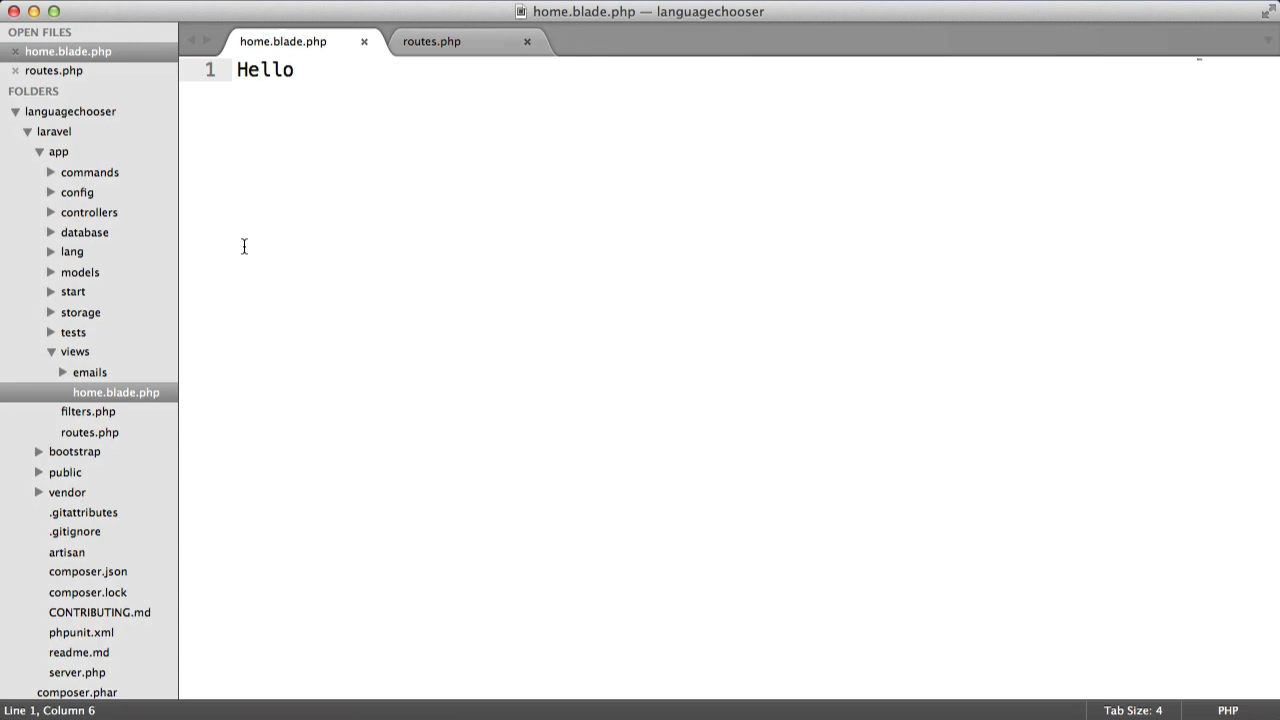 home.blade.php — languagechooser
OPEN FILES
home.blade.php
routes.php
FOLDERS
languagechooser
laravel
app
commands
config
controllers
database
lang
models
start
storage
tests
views
emails
home.blade.php
filters.php
routes.php
bootstrap
public
vendor
.gitattributes
.gitignore
artisan
composer.json
composer.lock
CONTRIBUTING.md
phpunit.xml
readme.md
server.php
composer.phar
home.blade.php routes.php
1 Hello
Line 1, Column 6 Tab Size: 4 PHP